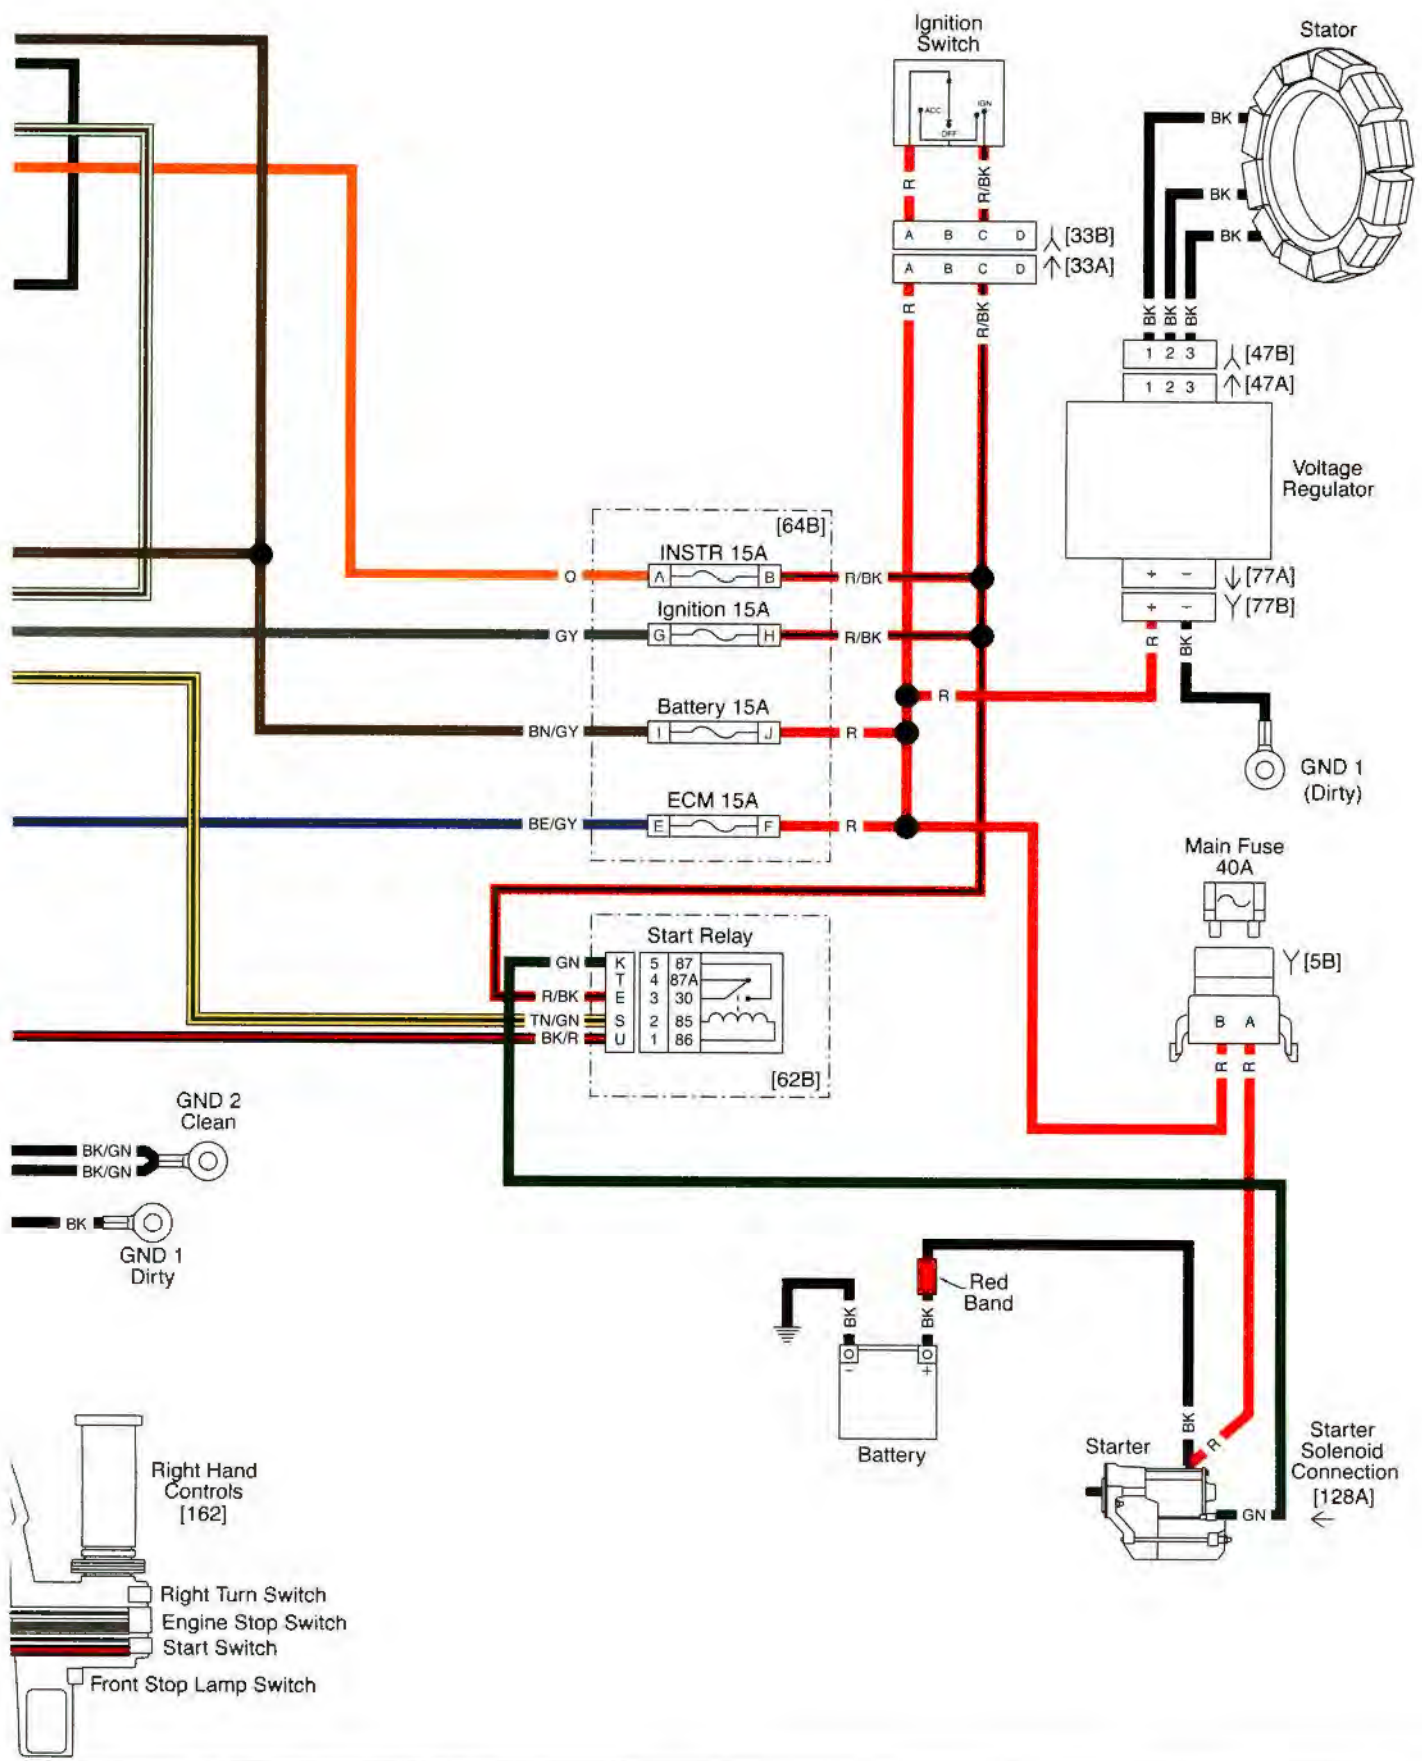 Ignition
Switch
ACC
OFF
IGN
R
R/BK
A B C D [33B]
A B C D [33A]
R
R/BK
Stator
BK
BK
BK
BK
BK
BK
1 2 3 [47B]
1 2 3 [47A]
Voltage
Regulator
+ - [77A]
+ - [77B]
R
BK
R
GND 1
(Dirty)
[64B]
INSTR 15A
O
A B
R/BK
Ignition 15A
GY
G H
R/BK
Battery 15A
BN/GY
I J
R
ECM 15A
BE/GY
E F
R
Main Fuse
40A
[5B]
B A
R
R
Start Relay
GN K 5 87
T 4 87A
R/BK E 3 30
TN/GN S 2 85
BK/R U 1 86
[62B]
GND 2
Clean
BK/GN
BK/GN
BK
GND 1
Dirty
Red
Band
BK
BK
- +
Battery
BK
R
Starter
GN
Starter
Solenoid
Connection
[128A]
Right Hand
Controls
[162]
Right Turn Switch
Engine Stop Switch
Start Switch
Front Stop Lamp Switch